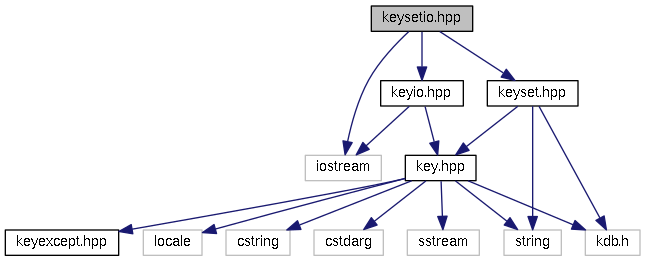 keysetio.hpp
keyio.hpp
keyset.hpp
iostream
key.hpp
keyexcept.hpp
locale
cstring
cstdarg
sstream
string
kdb.h